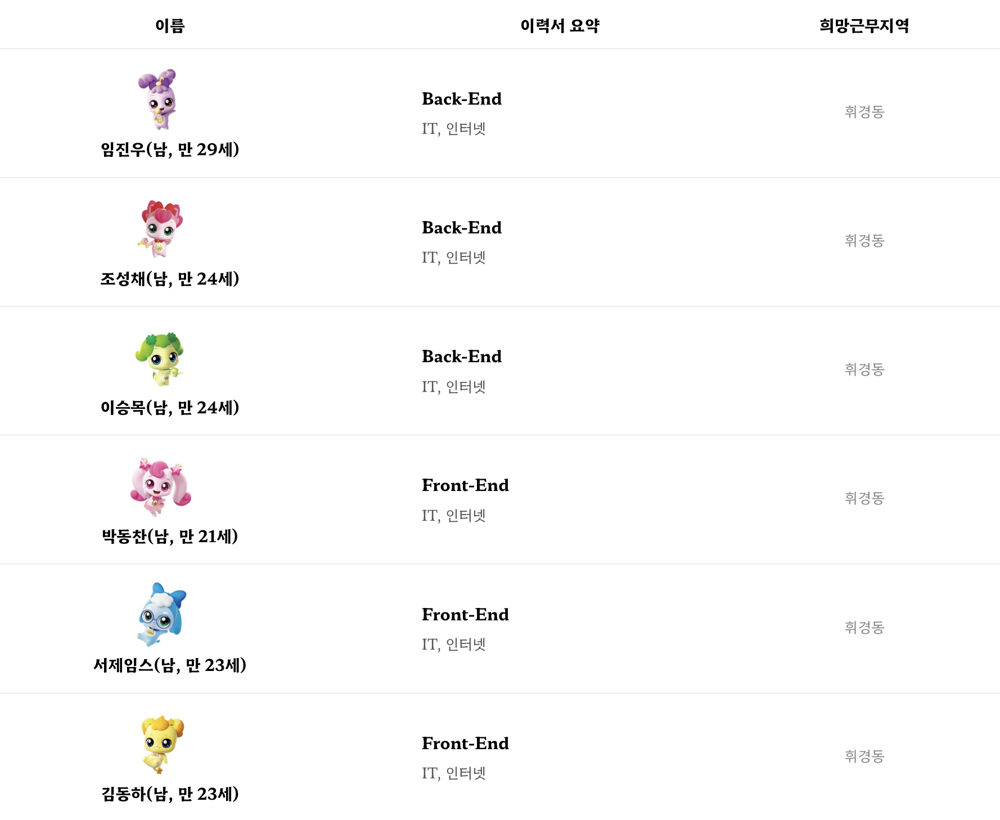 이름 이력서 요약 희망근무지역
Back-End
IT, 인터넷
휘경동
임진우(남, 만 29세)
Back-End
IT, 인터넷
휘경동
조성채(남, 만 24세)
Back-End
IT, 인터넷
휘경동
이승목(남, 만 24세)
Front-End
IT, 인터넷
휘경동
박동찬(남, 만 21세)
Front-End
IT, 인터넷
휘경동
서제임스(남, 만 23세)
Front-End
IT, 인터넷
휘경동
김동하(남, 만 23세)